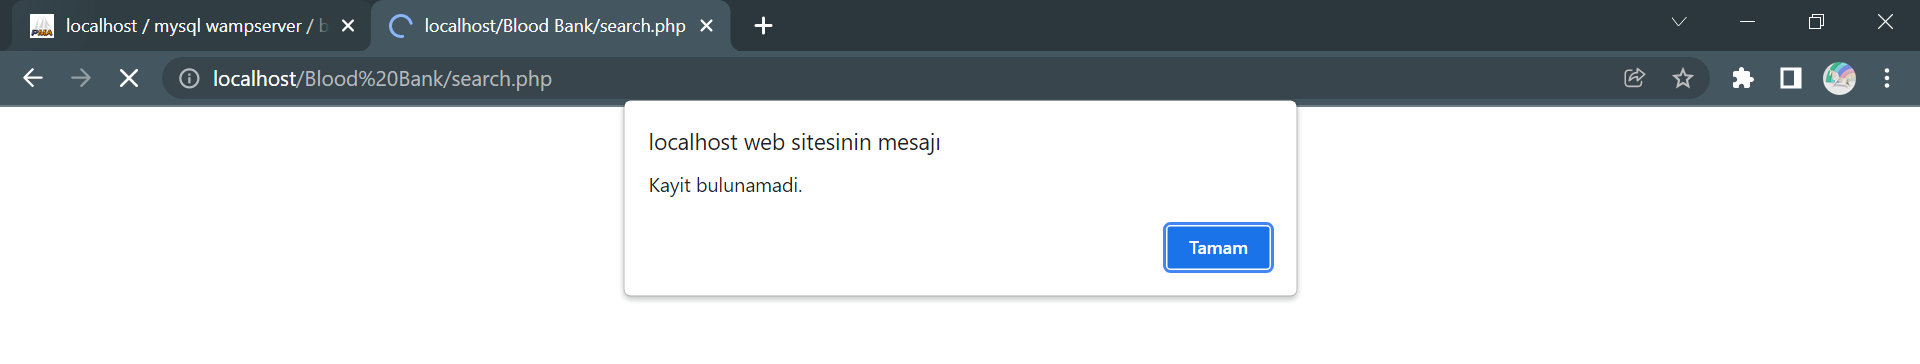 localhost / mysql wampserver / b
localhost/Blood Bank/search.php
localhost/Blood%20Bank/search.php
localhost web sitesinin mesajı
Kayit bulunamadi.
Tamam